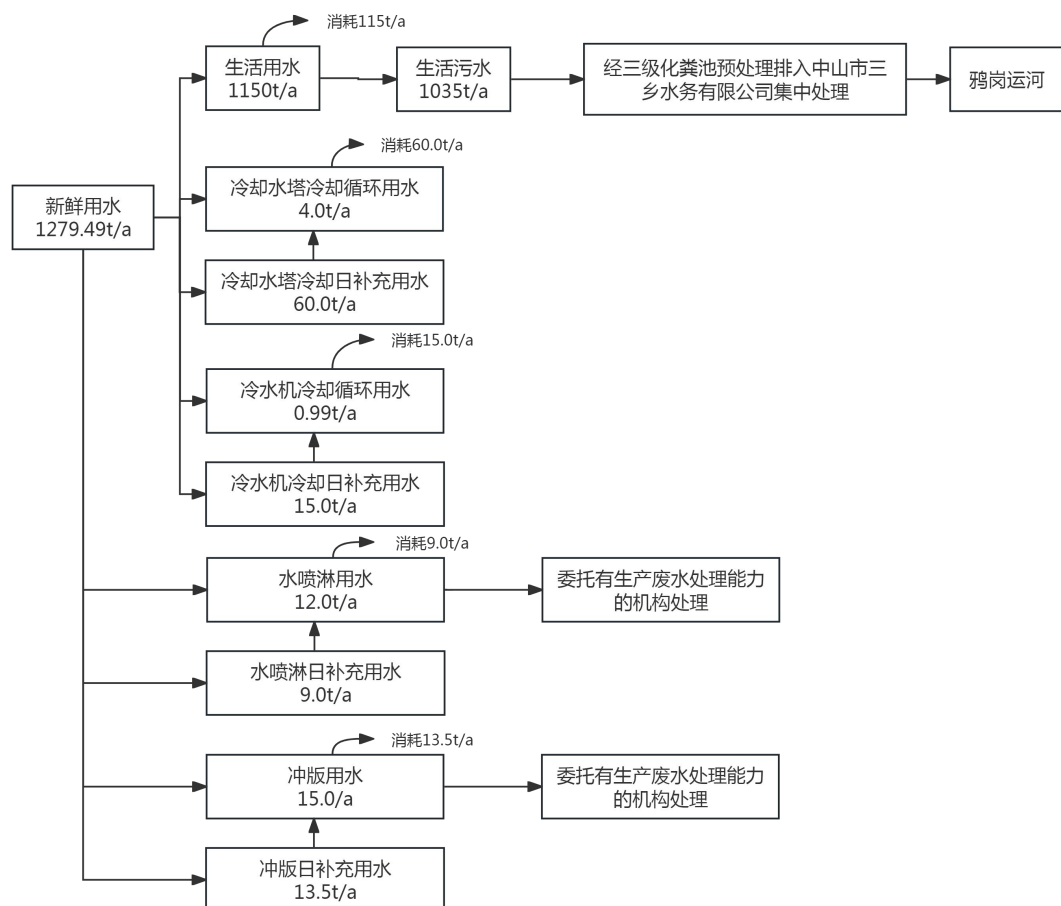 消耗115t/a
生活用水
1150t/a
生活污水
1035t/a
经三级化粪池预处理排入中山市三
乡水务有限公司集中处理
鸦岗运河
消耗60.0t/a
冷却水塔冷却循环用水
4.0t/a
新鲜用水
1279.49t/a
冷却水塔冷却日补充用水
60.0t/a
消耗15.0t/a
冷水机冷却循环用水
0.99t/a
冷水机冷却日补充用水
15.0t/a
消耗9.0t/a
水喷淋用水
12.0t/a
委托有生产废水处理能力
的机构处理
水喷淋日补充用水
9.0t/a
消耗13.5t/a
冲版用水
15.0/a
委托有生产废水处理能力
的机构处理
冲版日补充用水
13.5t/a